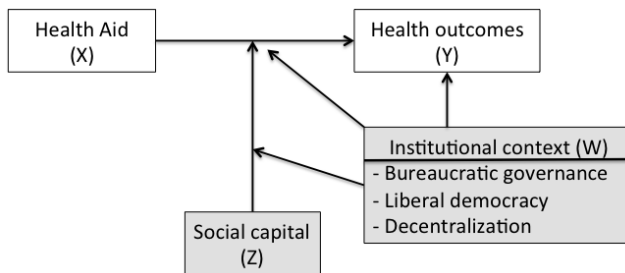 Health Aid
(X)
Health outcomes
(Y)
Institutional context (W)
- Bureaucratic governance
- Liberal democracy
- Decentralization
Social capital
(Z)